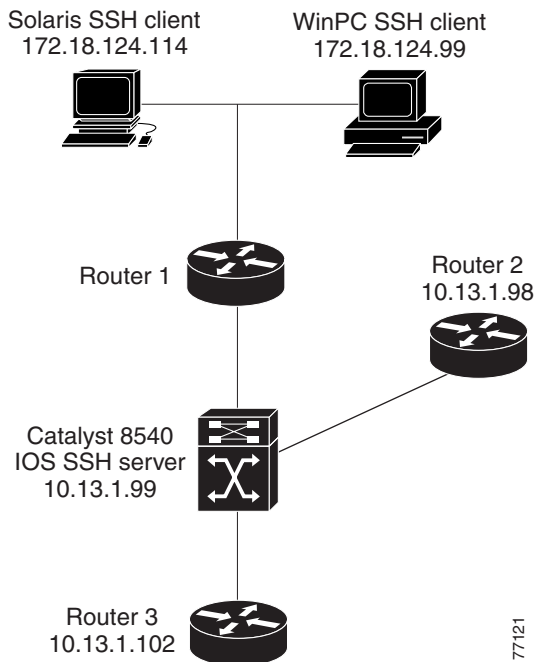 Solaris SSH client
172.18.124.114
WinPC SSH client
172.18.124.99
Router 1
Router 2
10.13.1.98
Catalyst 8540
IOS SSH server
10.13.1.99
Router 3
10.13.1.102
77121